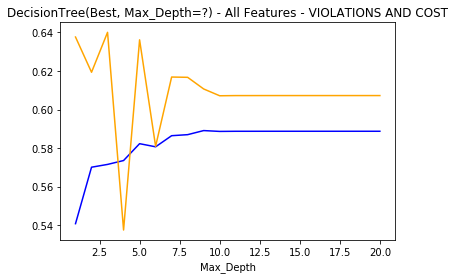 DecisionTree(Best, Max_Depth=?) - All Features - VIOLATIONS AND COST
0.64
0.62
0.60
0.58
0.56
0.54
2.5 5.0 7.5 10.0 12.5 15.0 17.5 20.0
Max_Depth